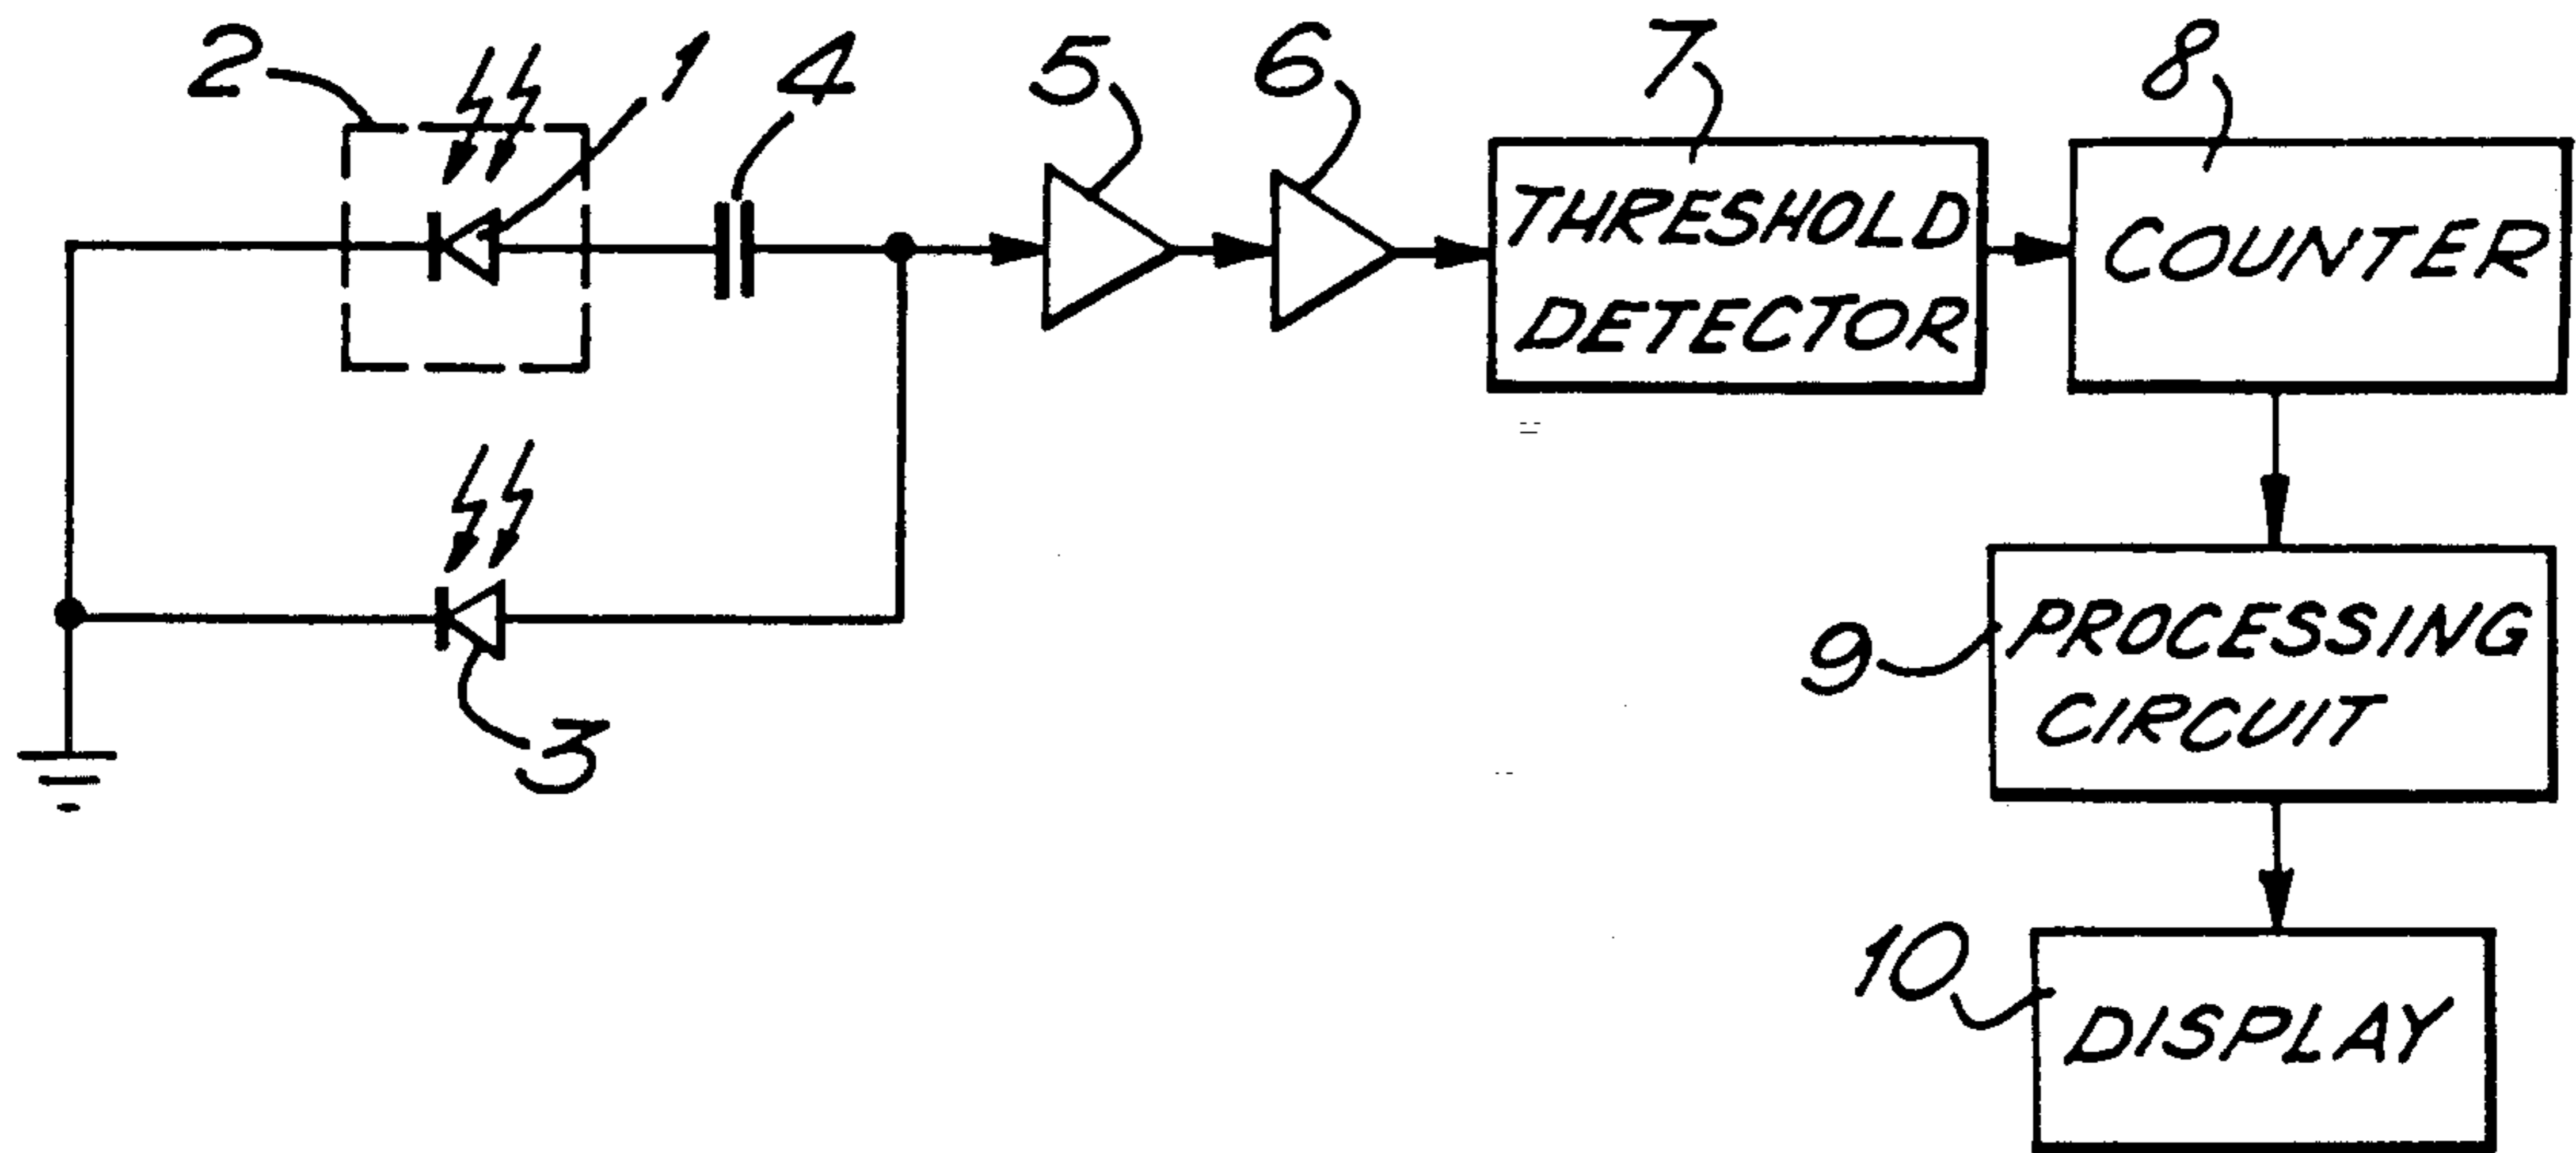 2
1
4
5
6
7
8
THRESHOLD
DETECTOR
COUNTER
3
9
PROCESSING
CIRCUIT
10
DISPLAY